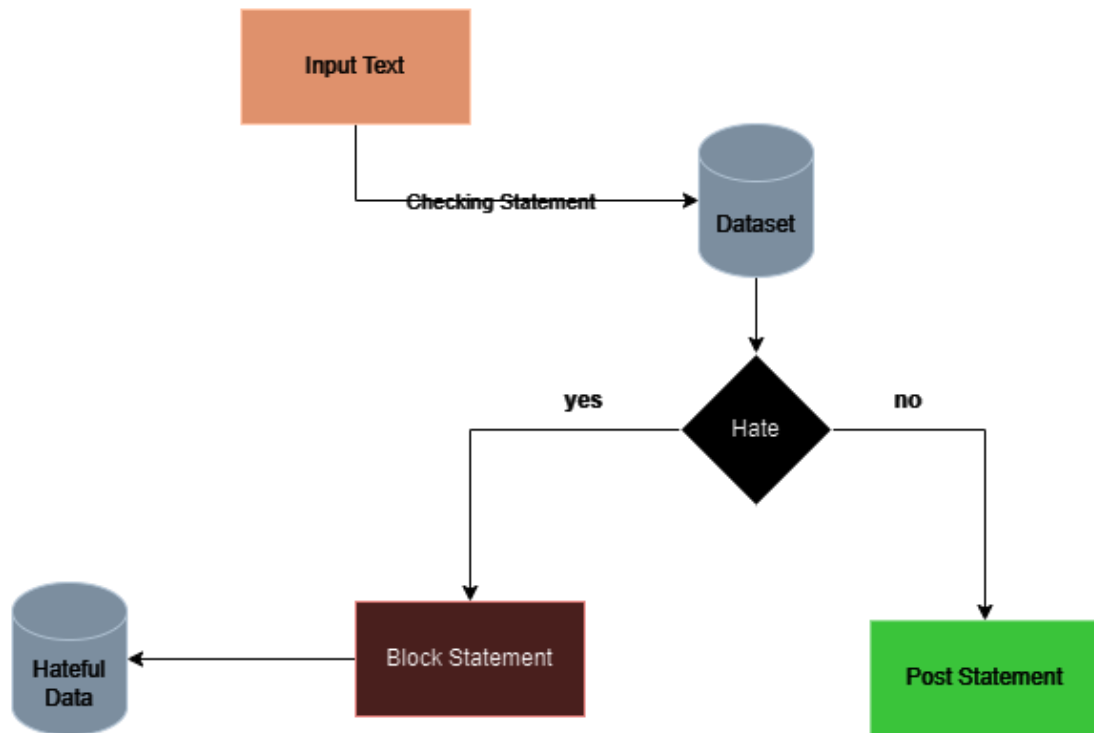 Input Text
Checking Statement
Dataset
yes
no
Hate
Hateful
Data
Block Statement
Post Statement